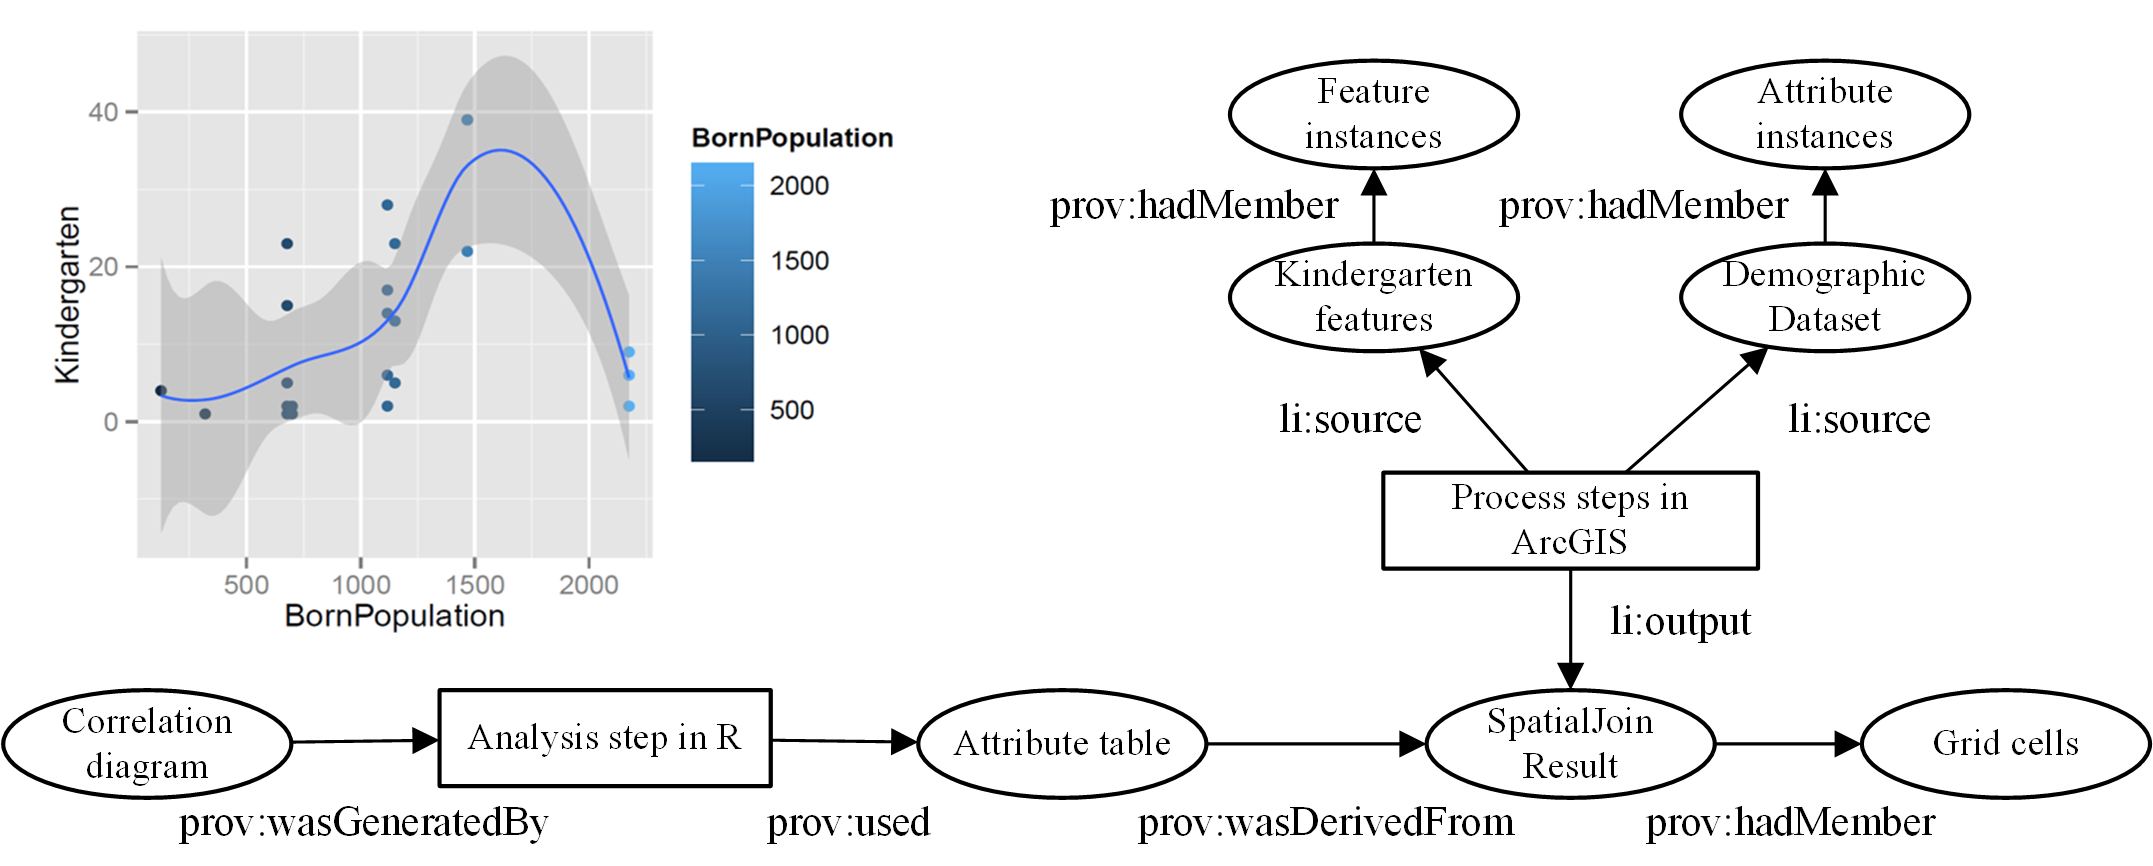 40
20
0
Kindergarten
500
1000
1500
2000
BornPopulation
BornPopulation
2000
1500
1000
500
Feature
instances
Attribute
instances
prov:hadMember
prov:hadMember
Kindergarten
features
Demographic
Dataset
li:source
li:source
Process steps in
ArcGIS
li:output
Correlation
diagram
Analysis step in R
Attribute table
SpatialJoin
Result
Grid cells
prov:wasGeneratedBy
prov:used
prov:wasDerivedFrom
prov:hadMember